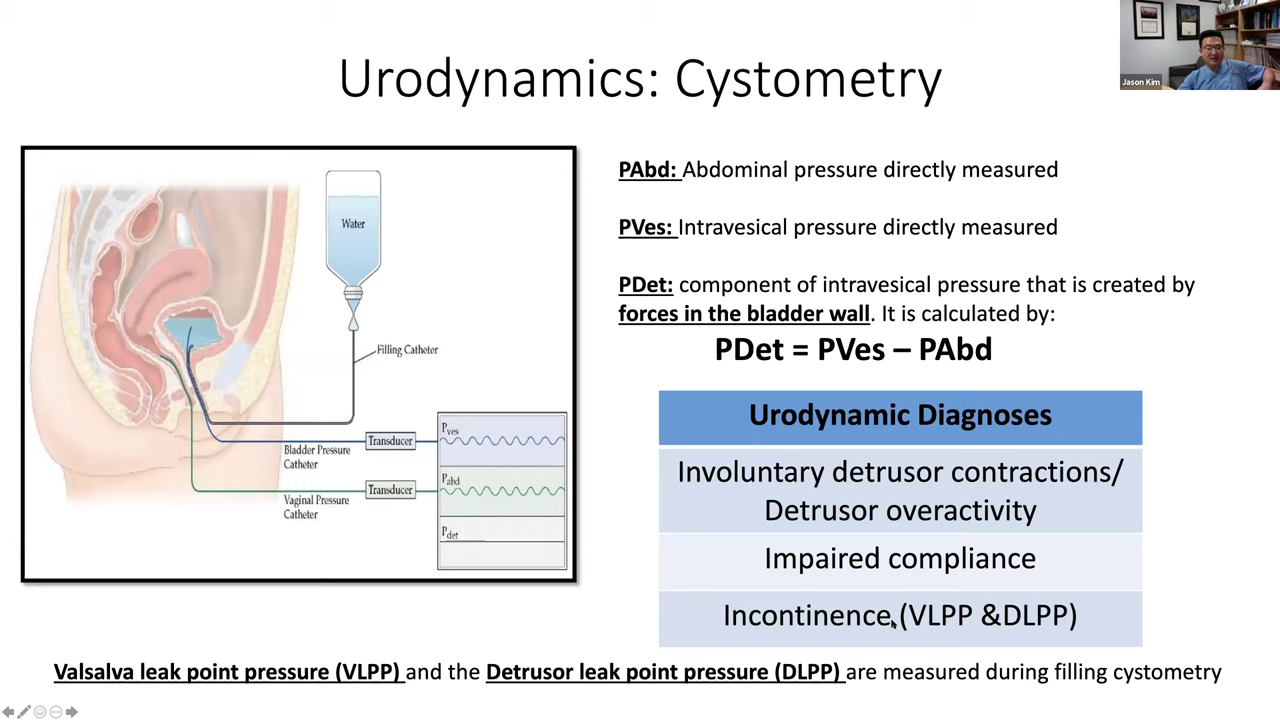 Urodynamics: Cystometry
Jason Kim
PAbd: Abdominal pressure directly measured
PVes: Intravesical pressure directly measured
PDet: component of intravesical pressure that is created by
forces in the bladder wall. It is calculated by:
PDet = PVes – PAbd
Water
Filling Catheter
Bladder Pressure
Catheter
Transducer
Pves
Vaginal Pressure
Catheter
Transducer
Pabd
Pdet
Urodynamic Diagnoses
Involuntary detrusor contractions/
Detrusor overactivity
Impaired compliance
Incontinence (VLPP &DLPP)
Valsalva leak point pressure (VLPP) and the Detrusor leak point pressure (DLPP) are measured during filling cystometry